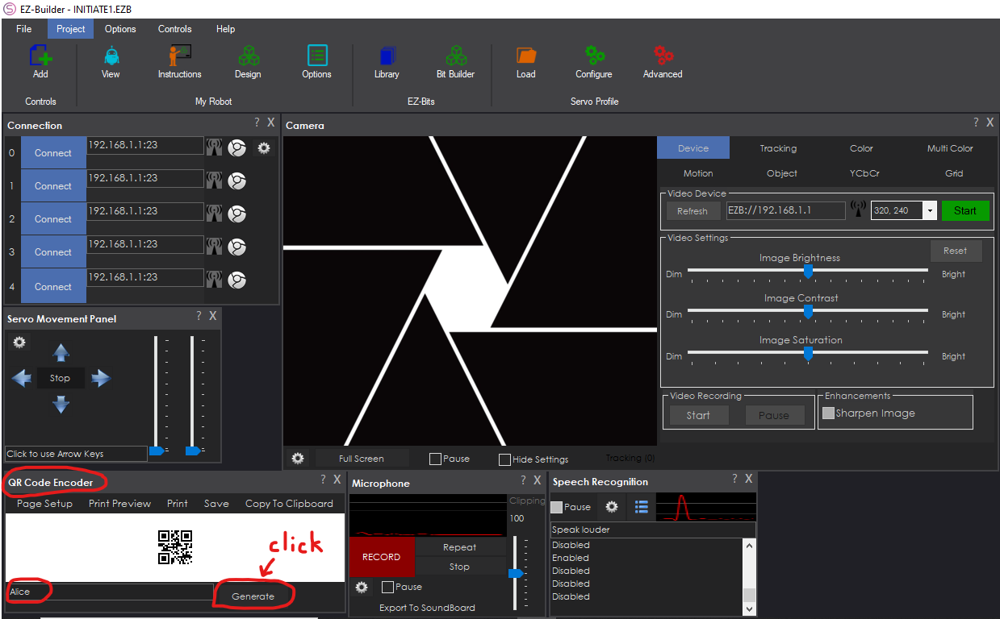 EZ-Builder - INITIATE1.EZB
File Project Options Controls Help
Add View Instructions Design Options Library Bit Builder Load Configure Advanced
Controls My Robot EZ-Bits Servo Profile
Connection ? X
0 Connect 192.168.1.1:23
1 Connect 192.168.1.1:23
2 Connect 192.168.1.1:23
3 Connect 192.168.1.1:23
4 Connect 192.168.1.1:23
Camera ? X
Device Tracking Color Multi Color
Motion Object YCbCr Grid
Video Device
Refresh EZB://192.168.1.1 320, 240 Start
Video Settings
Reset
Image Brightness
Dim Bright
Image Contrast
Dim Bright
Image Saturation
Dim Bright
Video Recording
Start Pause
Enhancements
Sharpen Image
Full Screen Pause Hide Settings Tracking (0)
Servo Movement Panel ? X
Stop
Click to use Arrow Keys
QR Code Encoder ? X
Page Setup Print Preview Print Save Copy To Clipboard
click
Alice Generate
Microphone ? X
Clipping
100
RECORD Repeat
Stop
Pause
Export To SoundBoard
Speech Recognition ? X
Pause
Speak louder
Disabled
Enabled
Disabled
Disabled
Disabled